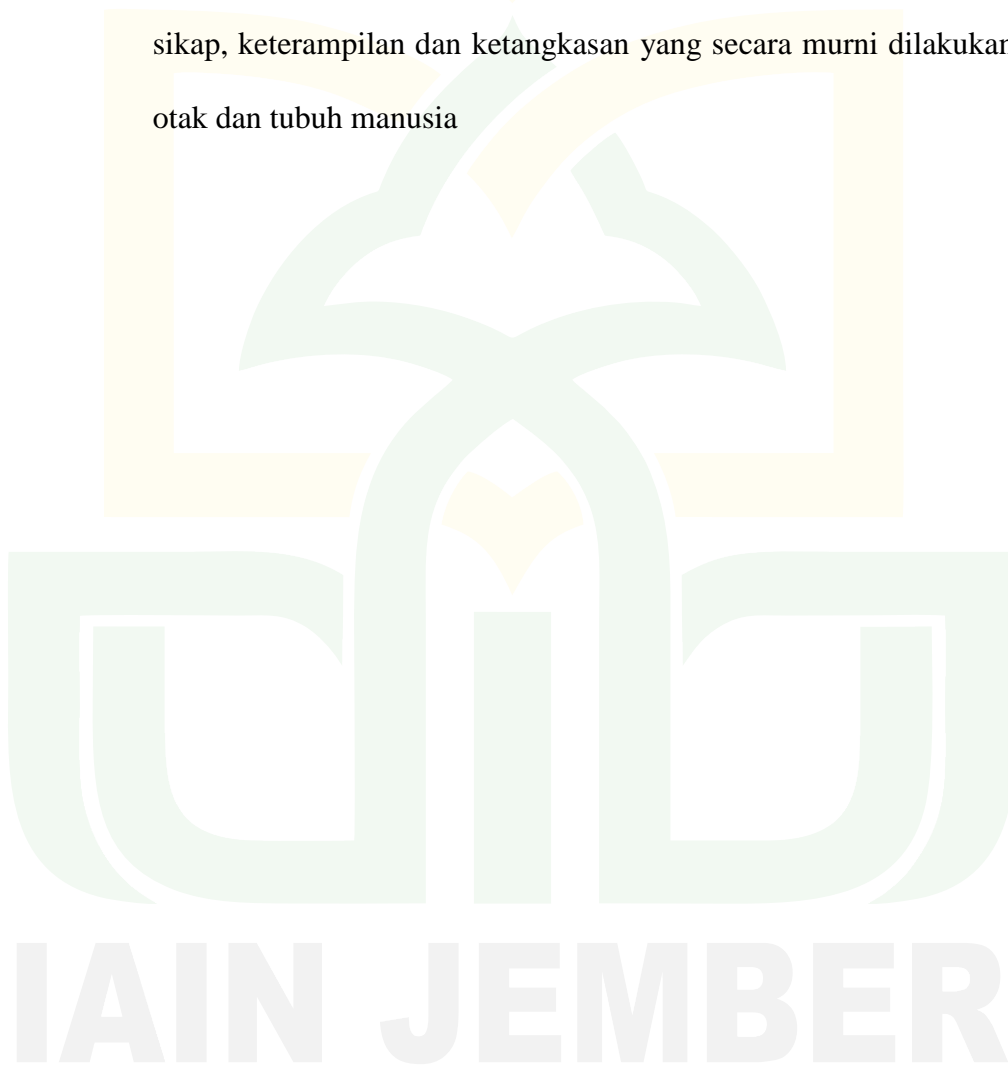 sikap, keterampilan dan ketangkasan yang secara murni dilakukan
otak dan tubuh manusia
IAIN JEMBER